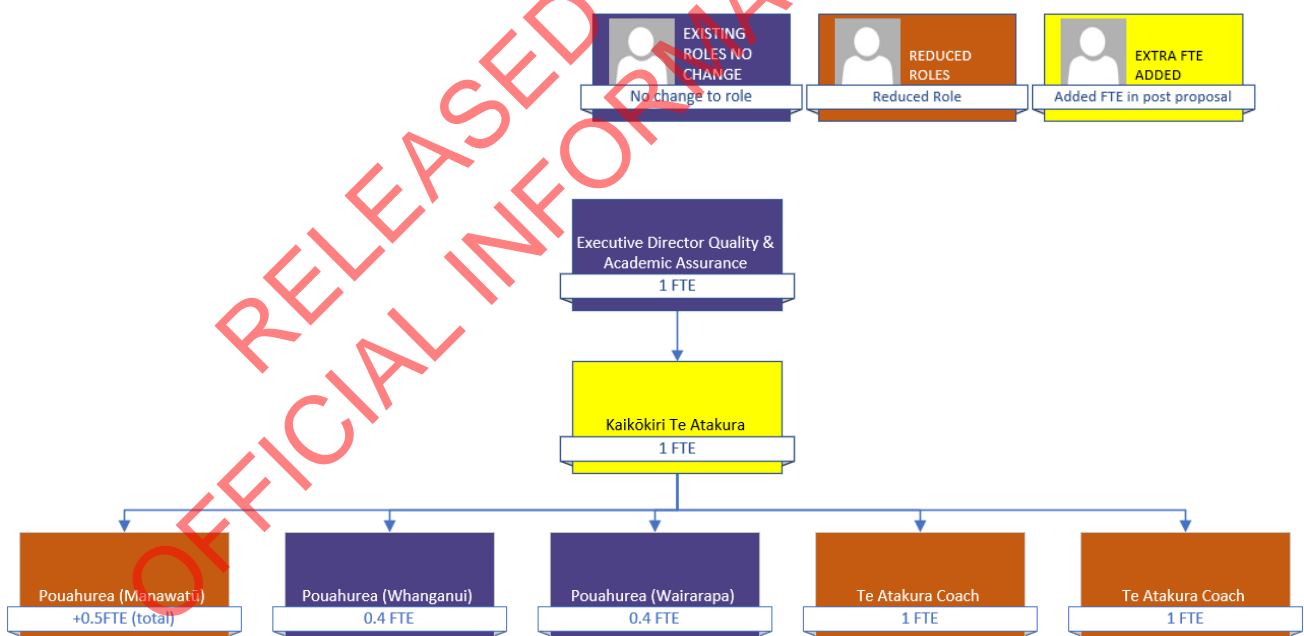 EXISTING
ROLES NO
CHANGE
No change to role
REDUCED
ROLES
Reduced Role
EXTRA FTE
ADDED
Added FTE in post proposal
RELEASED
OFFICIAL INFORMA
Executive Director Quality &
Academic Assurance
1 FTE
Kaikōkiri Te Atakura
1 FTE
Pouahurea (Manawatū)
+0.5FTE (total)
Pouahurea (Whanganui)
0.4 FTE
Pouahurea (Wairarapa)
0.4 FTE
Te Atakura Coach
1 FTE
Te Atakura Coach
1 FTE